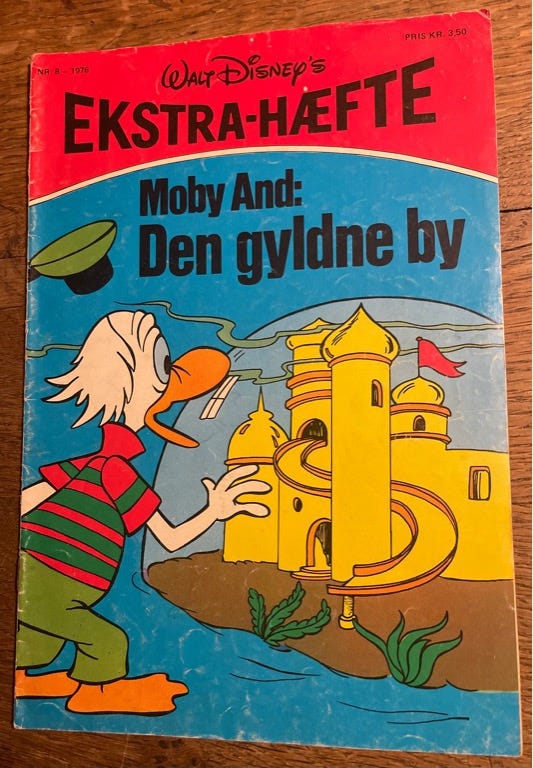 NR. 8 - 1976
PRIS KR. 3,50
WALT DISNEY'S
EKSTRA-HÆFTE
Moby And:
Den gyldne by